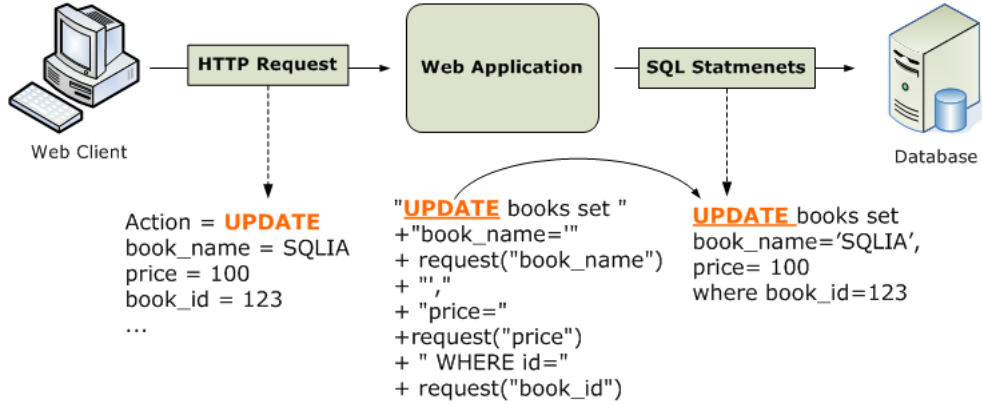 HTTP Request
Web Application
SQL Statmenets
Web Client
Database
Action = UPDATE
book_name = SQLIA
price = 100
book_id = 123
...
"UPDATE books set "
+"book_name='"
+ request("book_name")
+ "',"
+ "price="
+request("price")
+ " WHERE id="
+ request("book_id")
UPDATE books set
book_name=’SQLIA’,
price= 100
where book_id=123